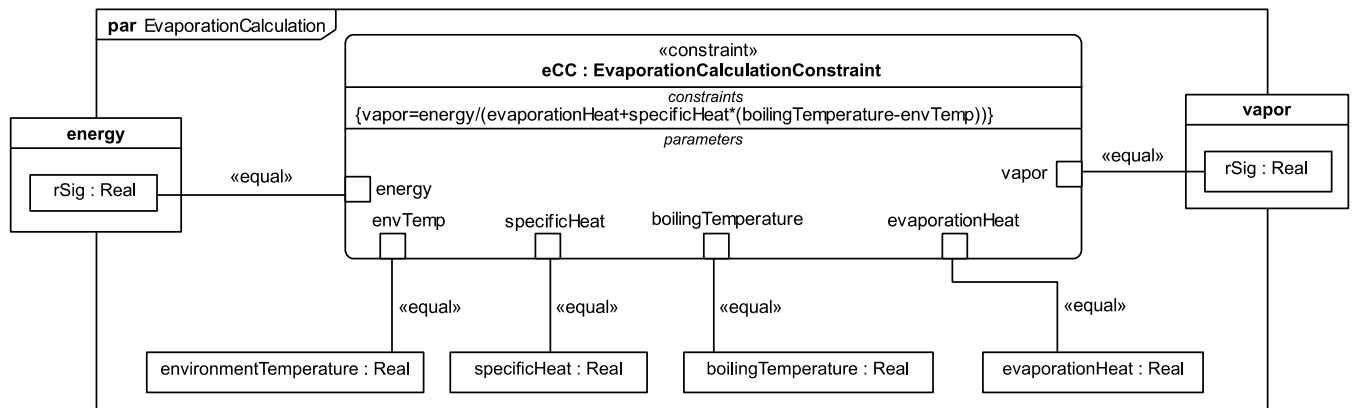 par EvaporationCalculation
«constraint»
eCC : EvaporationCalculationConstraint
constraints
{vapor=energy/(evaporationHeat+specificHeat*(boilingTemperature-envTemp))}
parameters
energy
rSig : Real
«equal»
energy
vapor
«equal»
vapor
rSig : Real
envTemp
specificHeat
boilingTemperature
evaporationHeat
«equal»
«equal»
«equal»
«equal»
environmentTemperature : Real
specificHeat : Real
boilingTemperature : Real
evaporationHeat : Real